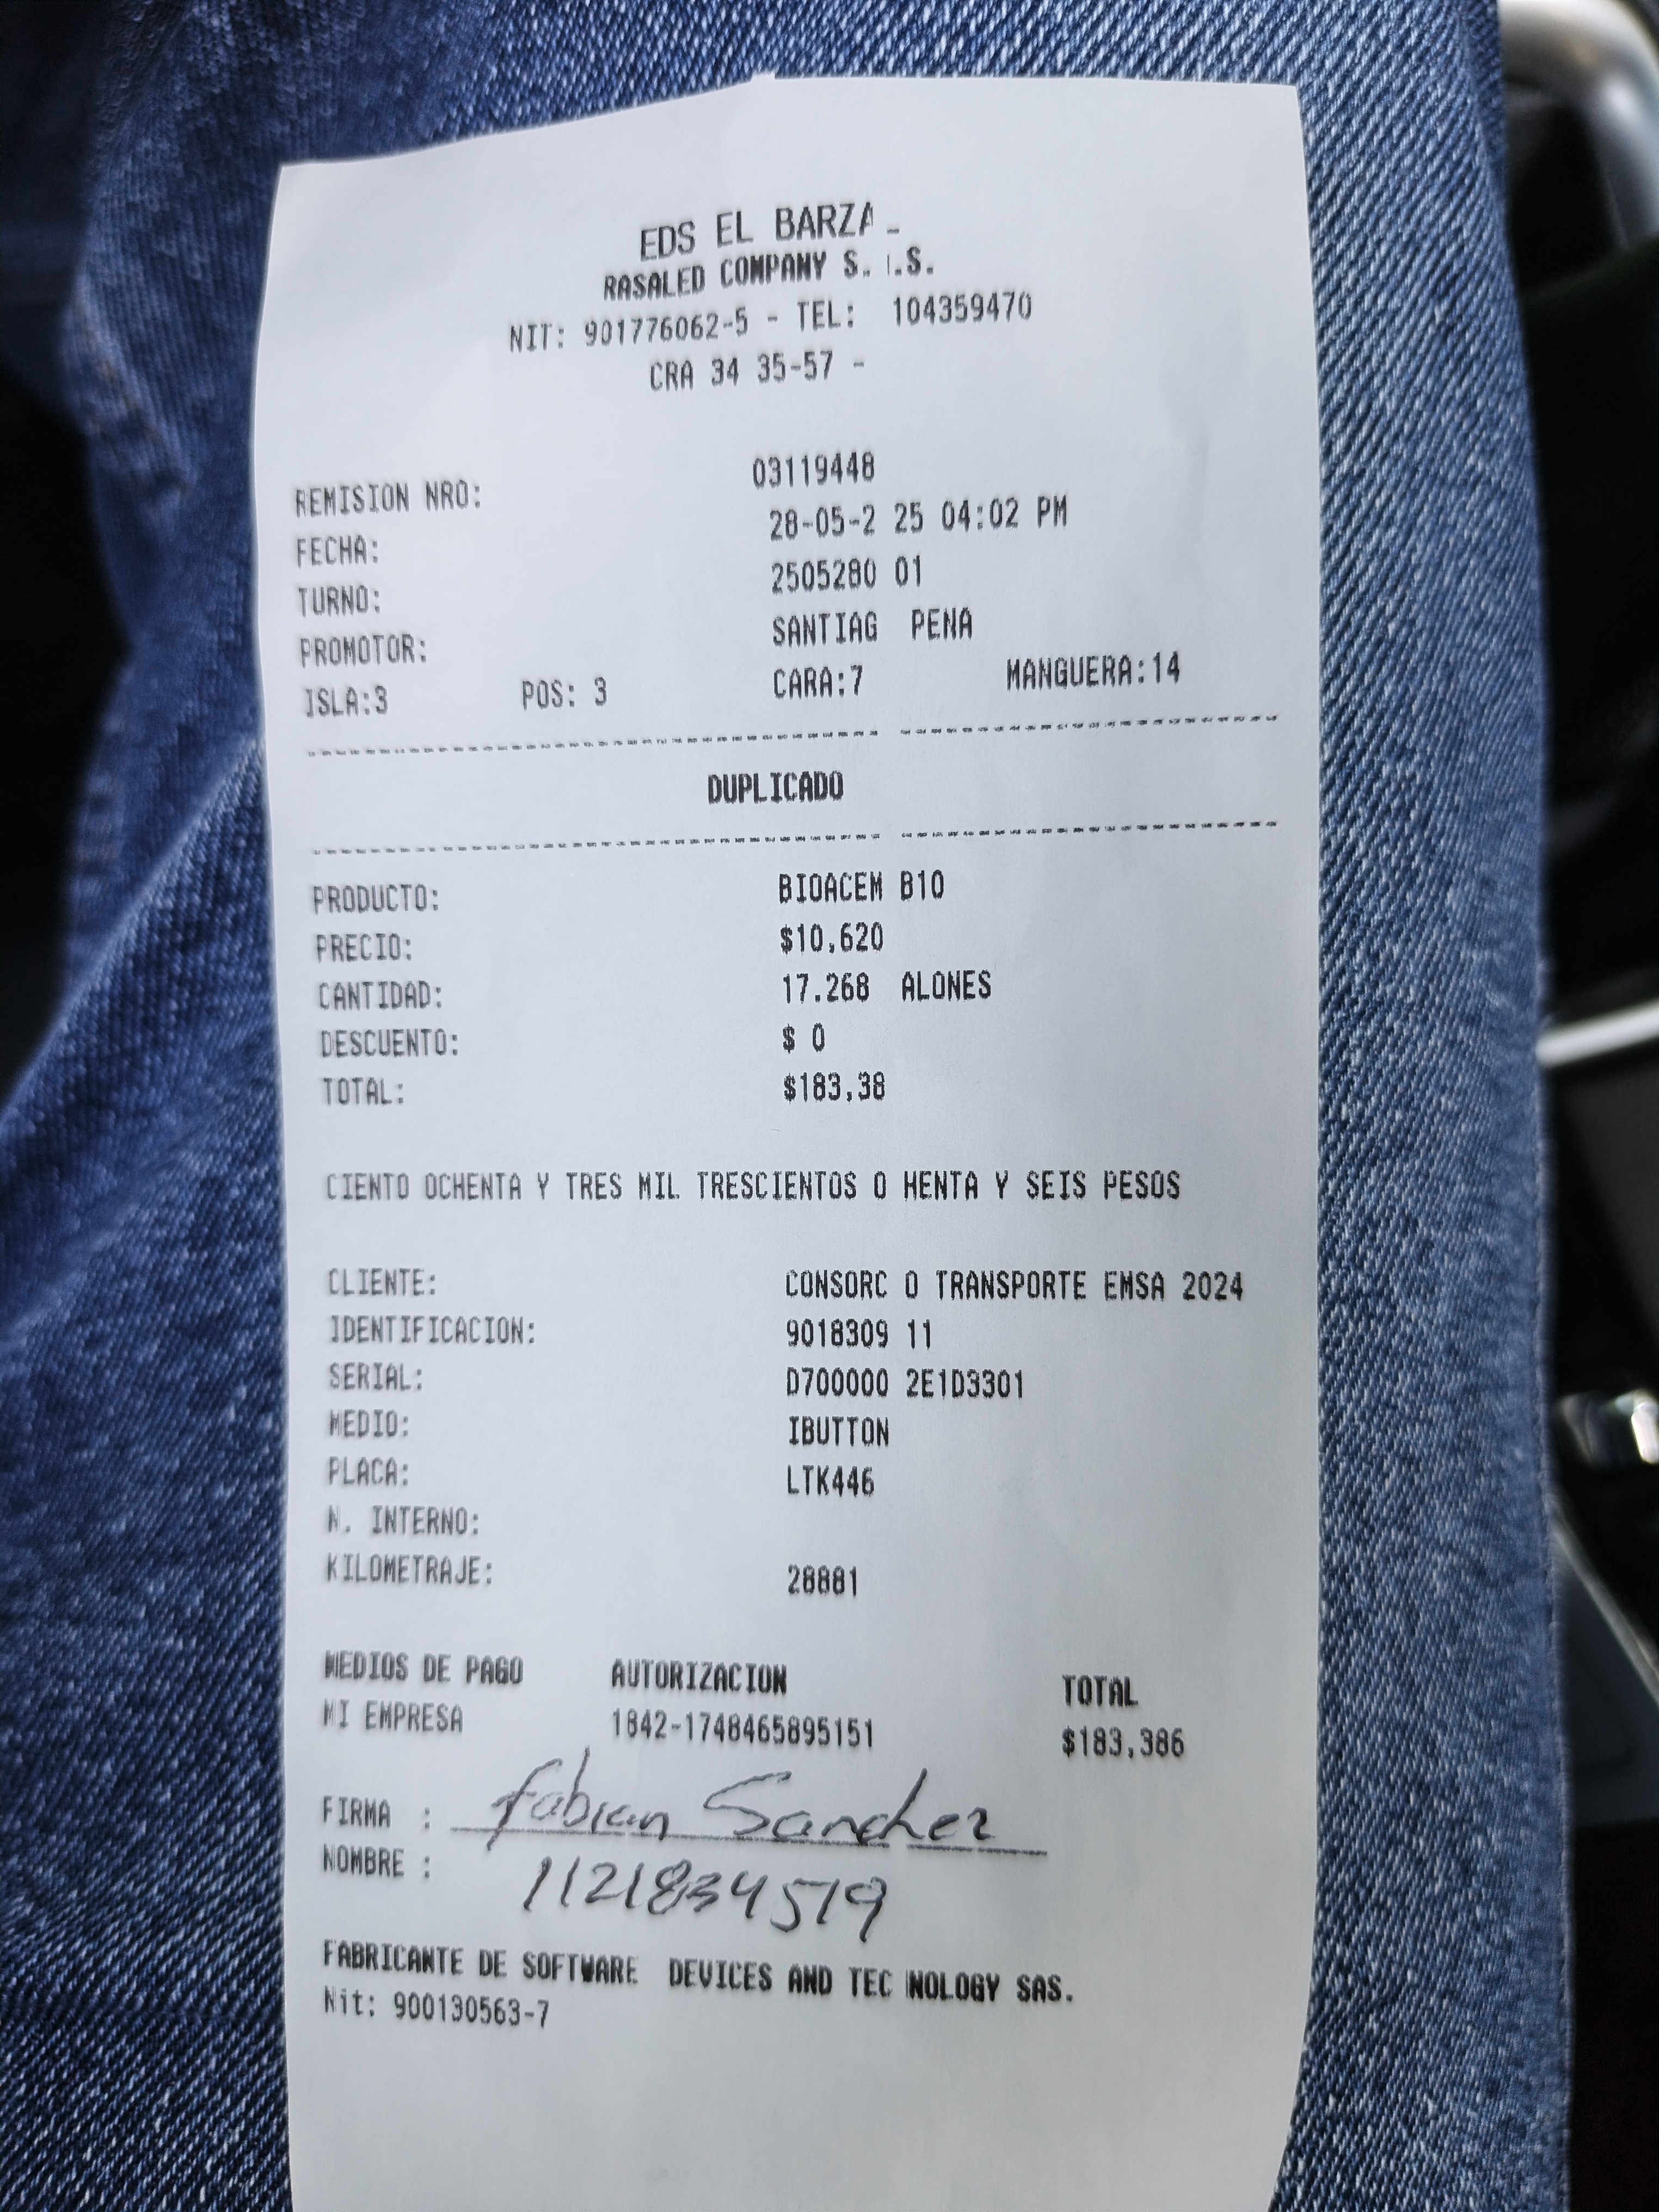 EDS EL BARZA
RASALED COMPANY S. .S.
NIT: 901776062-5 - TEL: 104359470
CRA 34 35-57 -
REMISION NRO: 03119448
FECHA: 28-05-2 25 04:02 PM
TURNO: 2505280 01
PROMOTOR: SANTIAG PENA
ISLA:3 POS: 3 CARA:7 MANGUERA:14
DUPLICADO
PRODUCTO: BIOACEM B10
PRECIO: $10,620
CANTIDAD: 17.268 ALONES
DESCUENTO: $ 0
TOTAL: $183,38
CIENTO OCHENTA Y TRES MIL TRESCIENTOS O HENTA Y SEIS PESOS
CLIENTE: CONSORC O TRANSPORTE EMSA 2024
IDENTIFICACION: 9018309 11
SERIAL: D700000 2E1D3301
MEDIO: IBUTTON
PLACA: LTK446
N. INTERNO:
KILOMETRAJE: 28881
MEDIOS DE PAGO AUTORIZACION TOTAL
MI EMPRESA 1842-1748465895151 $183,386
FIRMA : Fabian Sanchez
NOMBRE : 1121834519
FABRICANTE DE SOFTWARE DEVICES AND TEC NOLOGY SAS.
Nit: 900130563-7